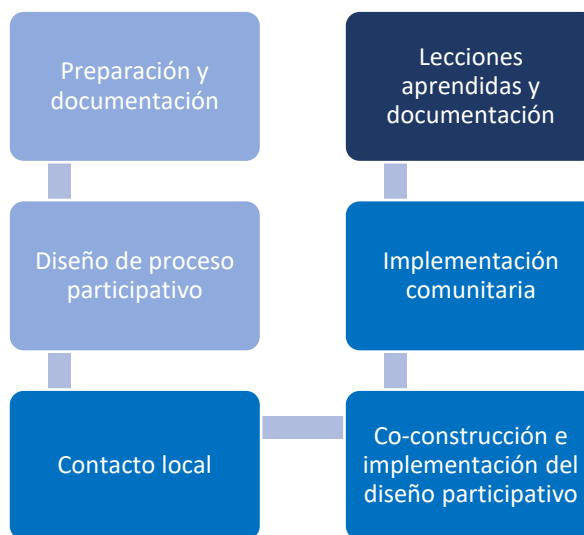 Preparación y
documentación
Diseño de proceso
participativo
Contacto local
Co-construcción e
implementación del
diseño participativo
Implementación
comunitaria
Lecciones
aprendidas y
documentación